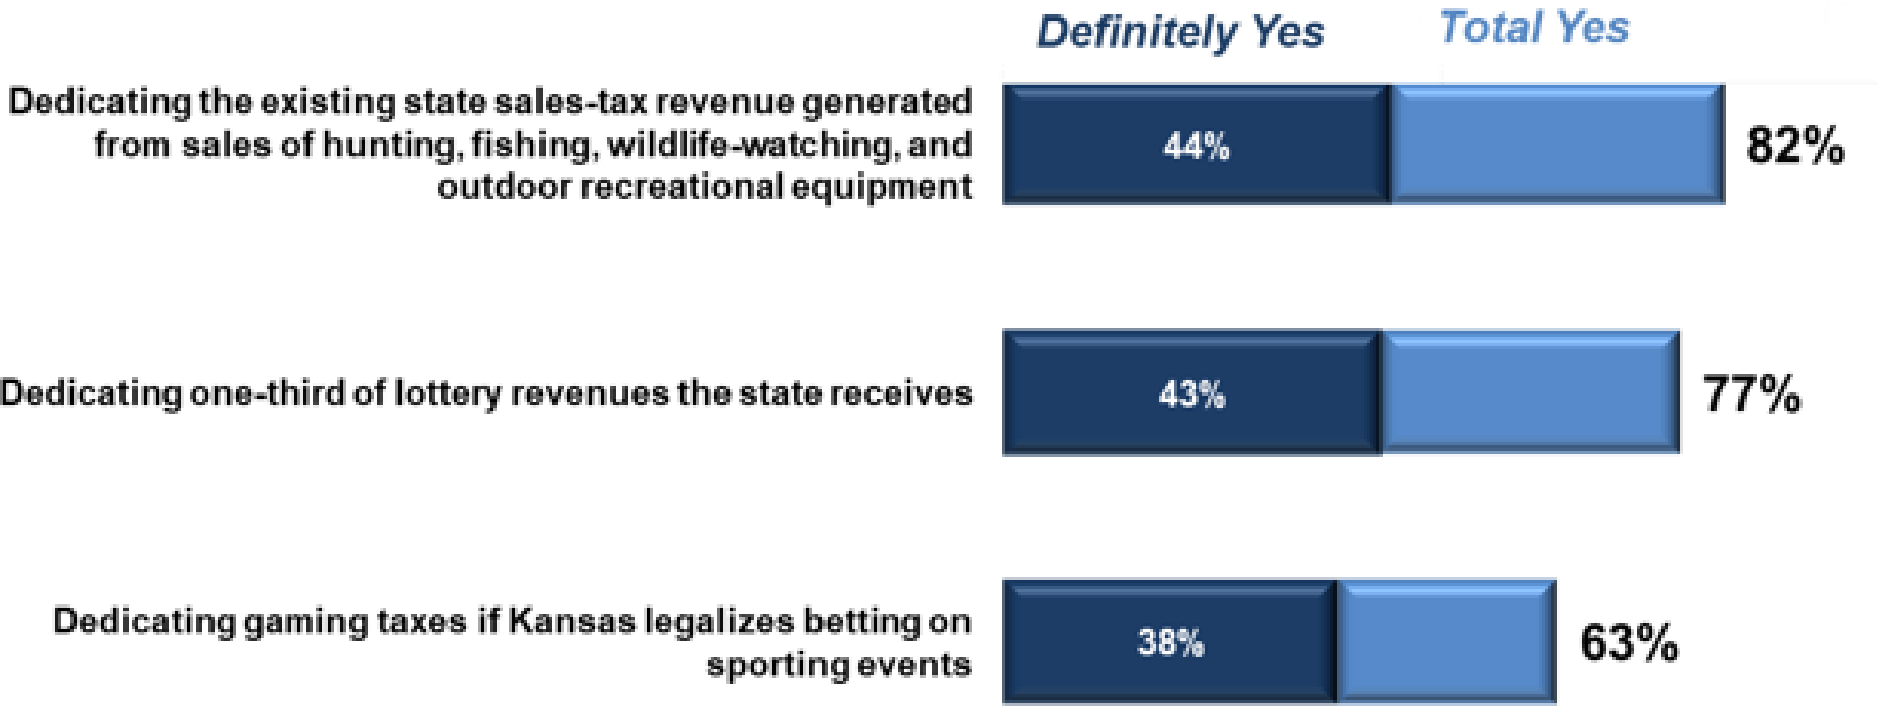 Definitely Yes Total Yes
Dedicating the existing state sales-tax revenue generated
from sales of hunting, fishing, wildlife-watching, and
outdoor recreational equipment
44% 82%
Dedicating one-third of lottery revenues the state receives
43% 77%
Dedicating gaming taxes if Kansas legalizes betting on
sporting events
38% 63%